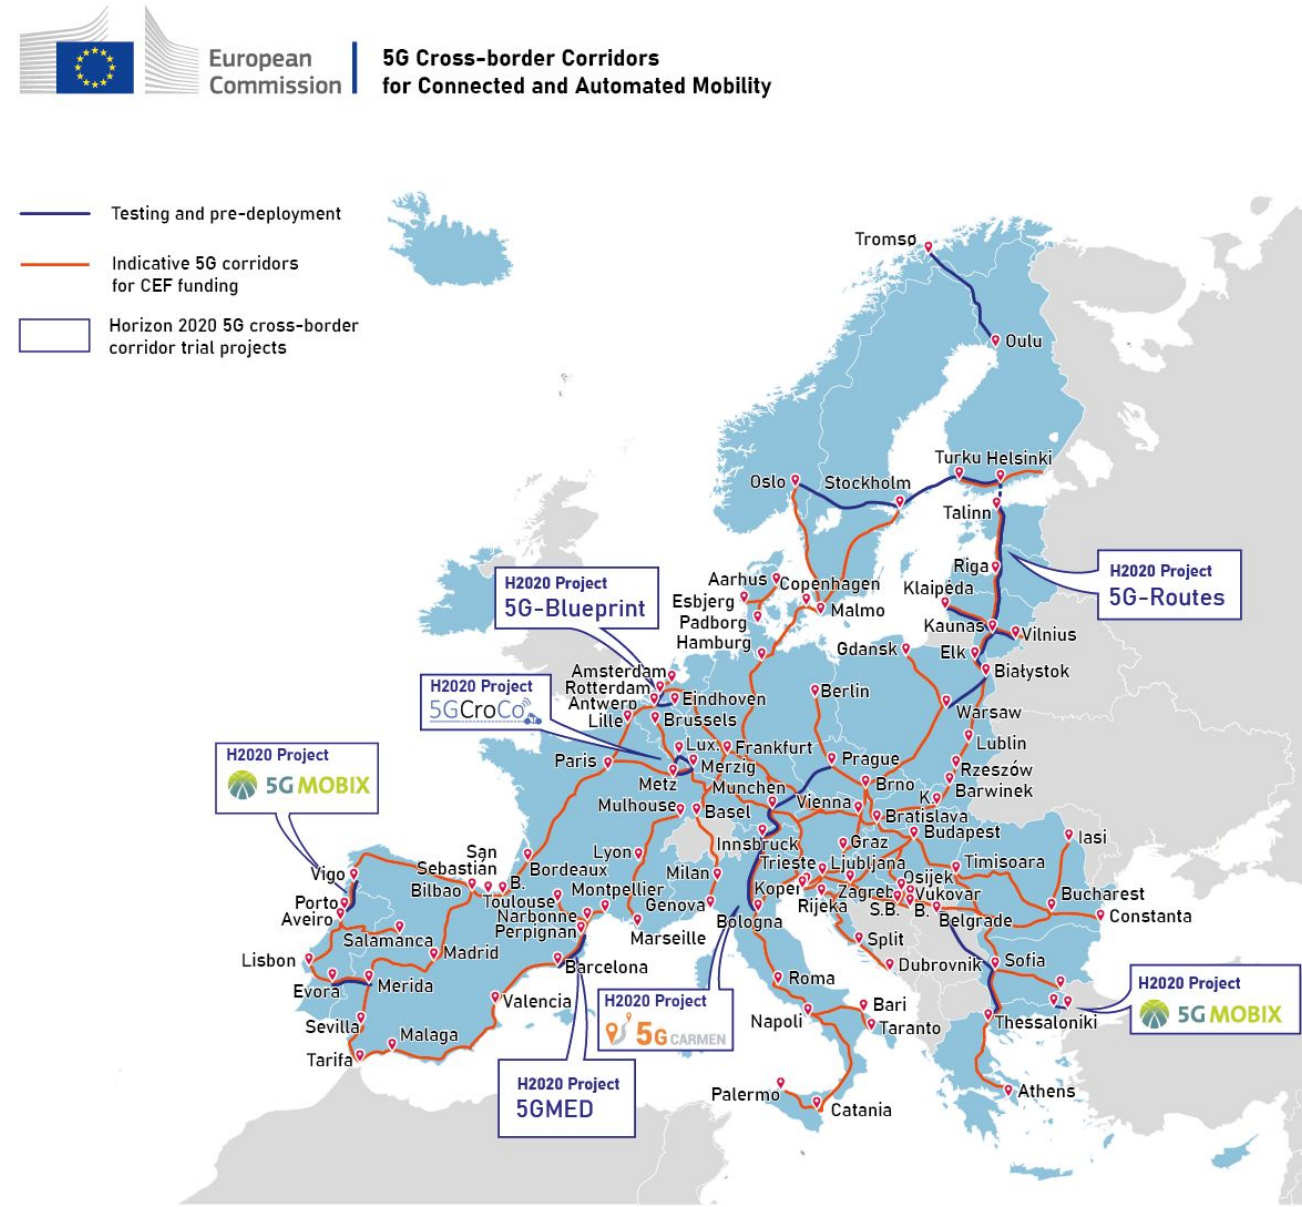 European
Commission
5G Cross-border Corridors
for Connected and Automated Mobility
Testing and pre-deployment
Indicative 5G corridors
for CEF funding
Horizon 2020 5G cross-border
corridor trial projects
Tromsø
Oulu
Turku Helsinki
Oslo
Stockholm
Talinn
Riga
H2020 Project
5G-Routes
Aarhus
Copenhagen
Klaipėda
Esbjerg
Malmo
Padborg
Kaunas
Vilnius
Hamburg
Gdansk
Elk
Białystok
H2020 Project
5G-Blueprint
Amsterdam
Rotterdam
Antwerp
Eindhoven
Berlin
Lille
Brussels
Warsaw
H2020 Project
5GCroCo
Lux.
Frankfurt
Lublin
Paris
Merzig
Prague
Rzeszów
Metz
Munchen
Brno
Barwinek
H2020 Project
5G MOBIX
Mulhouse
Basel
Vienna
K.
Bratislava
Innsbruck
Graz
Budapest
Iasi
San
Sebastián
Bordeaux
Lyon
Milan
Trieste
Ljubljana
Timisoara
Vigo
Bilbao
B.
Toulouse
Montpellier
Genova
Koper
Zagreb
Osijek
Vukovar
Bucharest
Porto
Narbonne
Rijeka
S.B.
B.
Belgrade
Constanta
Aveiro
Perpignan
Marseille
Bologna
Salamanca
Madrid
Split
Lisbon
Barcelona
Dubrovnik
Sofia
Evora
Merida
Valencia
Roma
H2020 Project
5G MOBIX
Sevilla
H2020 Project
5G CARMEN
Bari
Napoli
Taranto
Thessaloniki
Malaga
Tarifa
H2020 Project
5GMED
Palermo
Catania
Athens